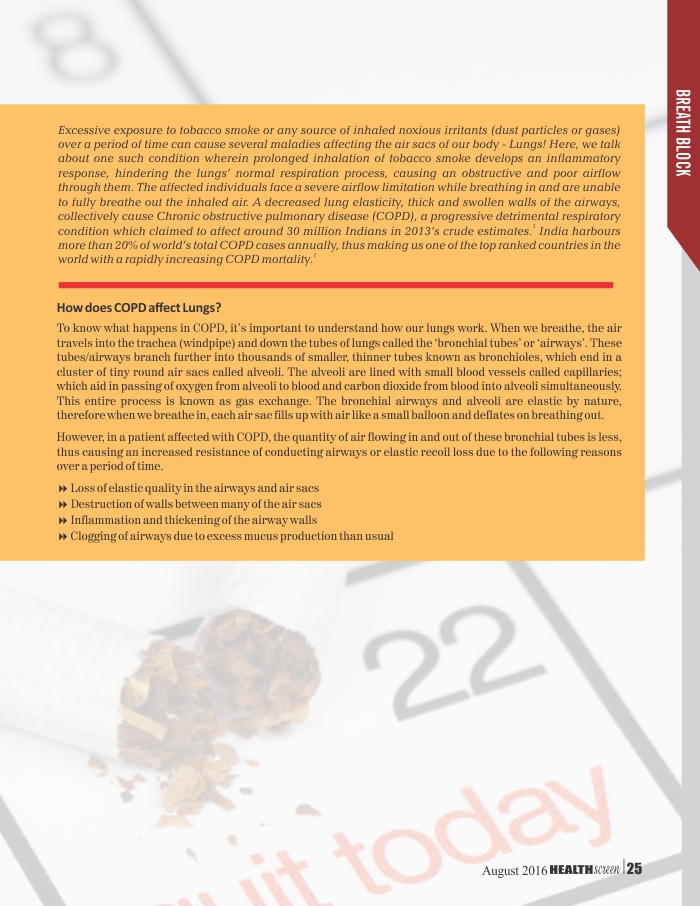 8
BREATH BLOCK
Excessive exposure to tobacco smoke or any source of inhaled noxious irritants (dust particles or gases)
over a period of time can cause several maladies affecting the air sacs of our body - Lungs! Here, we talk
about one such condition wherein prolonged inhalation of tobacco smoke develops an inflammatory
response, hindering the lungs' normal respiration process, causing an obstructive and poor airflow
through them. The affected individuals face a severe airflow limitation while breathing in and are unable
to fully breathe out the inhaled air. A decreased lung elasticity, thick and swollen walls of the airways,
collectively cause Chronic obstructive pulmonary disease (COPD), a progressive detrimental respiratory
condition which claimed to affect around 30 million Indians in 2013's crude estimates.¹ India harbours
more than 20% of world's total COPD cases annually, thus making us one of the top ranked countries in the
world with a rapidly increasing COPD mortality.¹
How does COPD affect Lungs?
To know what happens in COPD, it's important to understand how our lungs work. When we breathe, the air
travels into the trachea (windpipe) and down the tubes of lungs called the 'bronchial tubes' or 'airways'. These
tubes/airways branch further into thousands of smaller, thinner tubes known as bronchioles, which end in a
cluster of tiny round air sacs called alveoli. The alveoli are lined with small blood vessels called capillaries;
which aid in passing of oxygen from alveoli to blood and carbon dioxide from blood into alveoli simultaneously.
This entire process is known as gas exchange. The bronchial airways and alveoli are elastic by nature,
therefore when we breathe in, each air sac fills up with air like a small balloon and deflates on breathing out.
However, in a patient affected with COPD, the quantity of air flowing in and out of these bronchial tubes is less,
thus causing an increased resistance of conducting airways or elastic recoil loss due to the following reasons
over a period of time.
Loss of elastic quality in the airways and air sacs
Destruction of walls between many of the air sacs
Inflammation and thickening of the airway walls
Clogging of airways due to excess mucus production than usual
22
quit today
August 2016 HEALTHscreen 25